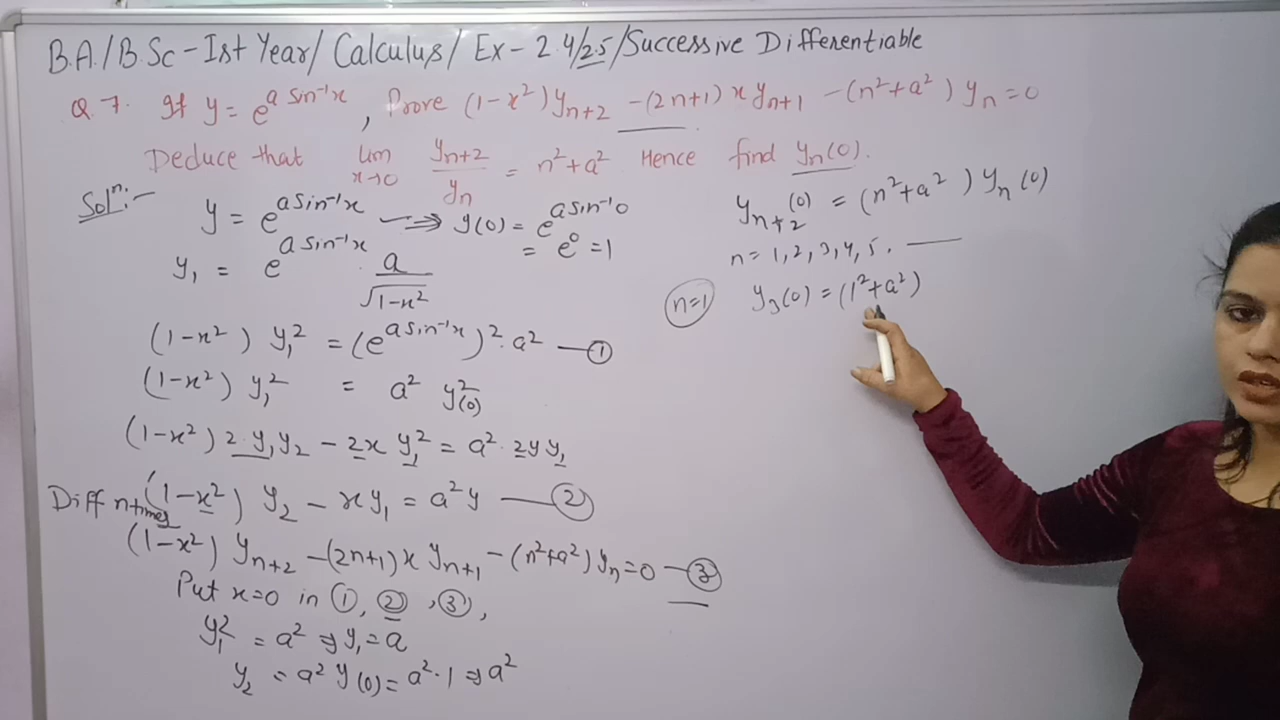 B.A./B.Sc - Ist Year/ Calculus/ Ex - 2.4/2.5/Successive Differentiable
Q.7. If y = e^{a sin⁻¹x}, Prove (1-x²)y_{n+2} -(2n+1) x y_{n+1} -(n²+a²) y_n = 0
Deduce that lim_{x→0} y_{n+2}/y_n = n²+a² Hence find y_n(0).
Solⁿ:-
y = e^{a sin⁻¹x} ⇒ y(0) = e^{a sin⁻¹0}
= e⁰ = 1
y₁ = e^{a sin⁻¹x} a/√(1-x²)
(1-x²) y₁² = (e^{a sin⁻¹x})². a² — ①
(1-x²) y₁² = a² y²(0)
(1-x²) 2 y₁y₂ - 2x y₁² = a². 2y y₁
Diff n times (1-x²) y₂ - x y₁ = a²y — ②
(1-x²) y_{n+2} -(2n+1) x y_{n+1} - (n²+a²) y_n = 0 — ③
Put x=0 in ①, ②, ③,
y₁² = a² ⇒ y₁ = a
y₂ = a² y(0) = a².1 ⇒ a²
y_{n+2}(0) = (n²+a²) y_n(0)
n = 1, 2, 3, 4, 5, —
n=1 y₃(0) = (1²+a²)